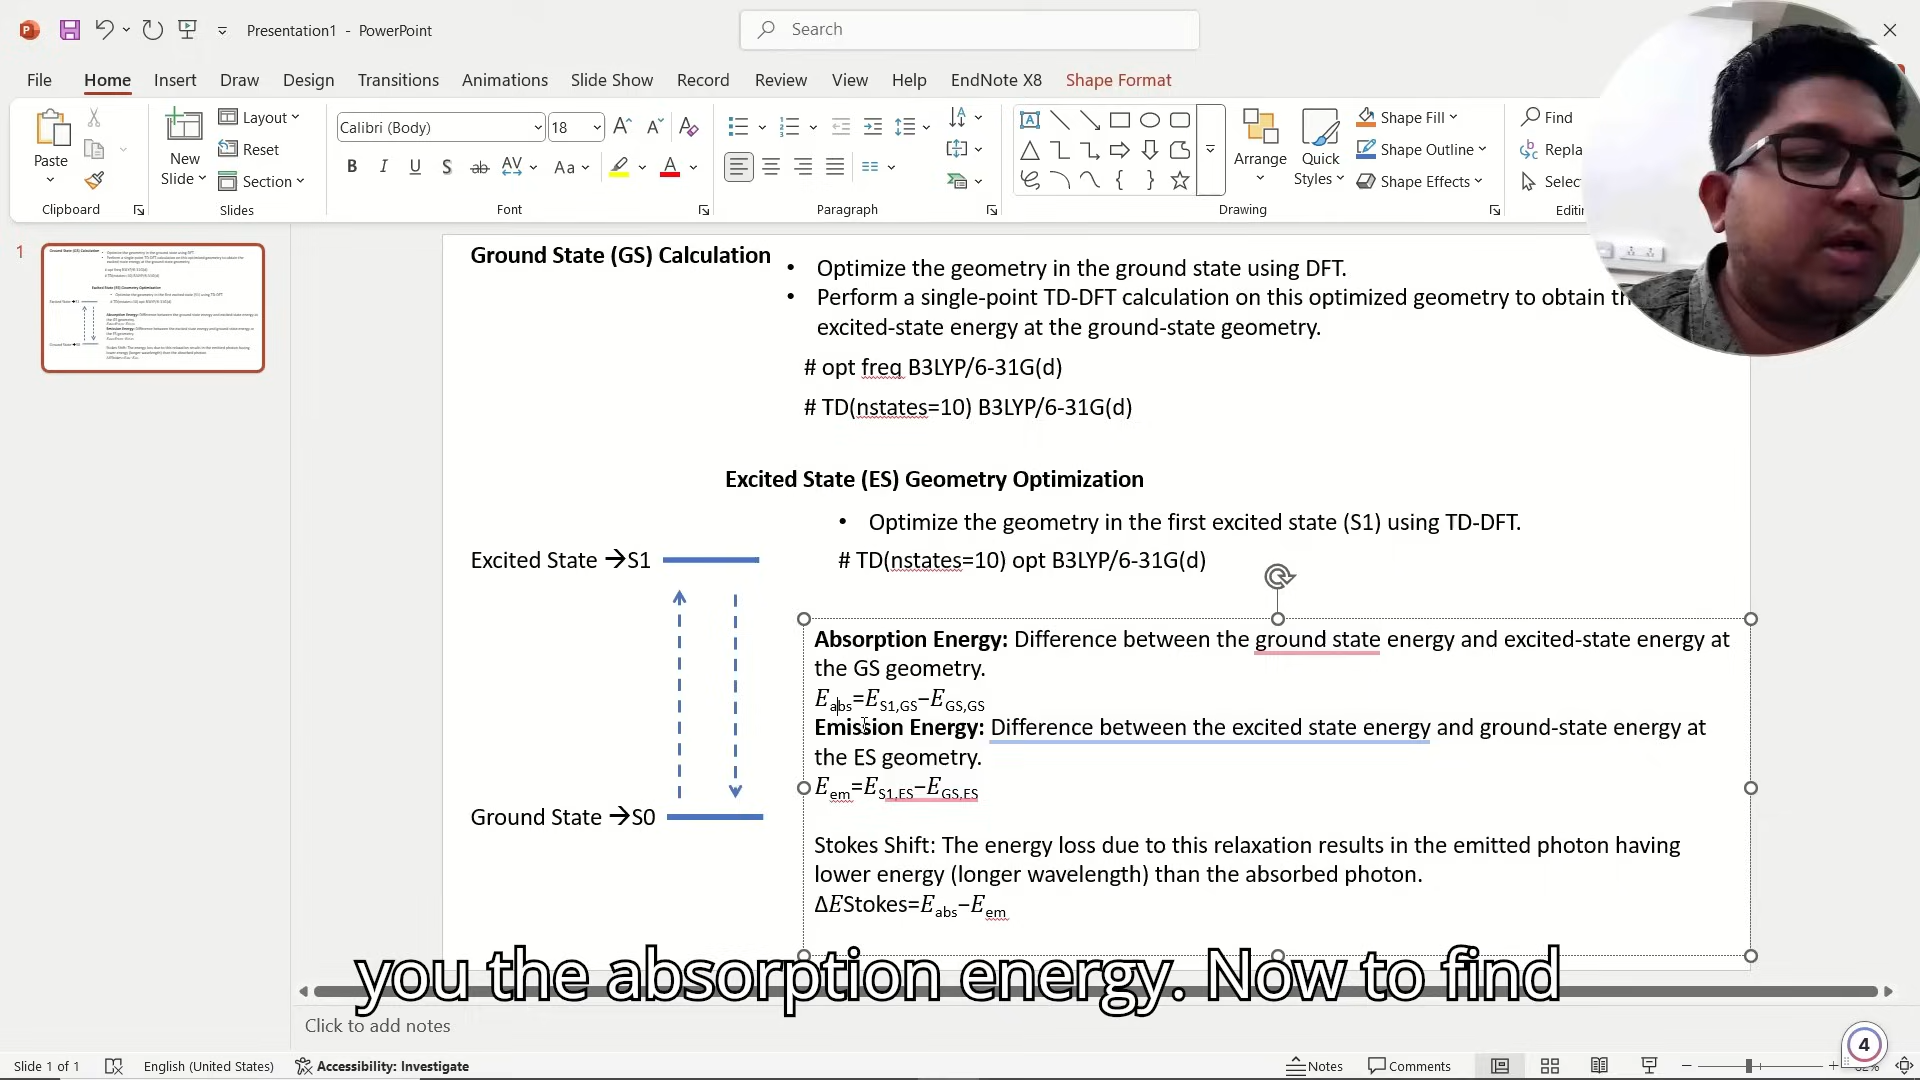 Presentation1 - PowerPoint
Search
File Home Insert Draw Design Transitions Animations Slide Show Record Review View Help EndNote X8 Shape Format
Paste
New Slide
Layout
Reset
Section
Calibri (Body) 18
Arrange
Quick Styles
Shape Fill
Shape Outline
Shape Effects
Find
Clipboard Slides Font Paragraph Drawing
1
Ground State (GS) Calculation
• Optimize the geometry in the ground state using DFT.
• Perform a single-point TD-DFT calculation on this optimized geometry to obtain
excited-state energy at the ground-state geometry.
# opt freq B3LYP/6-31G(d)
# TD(nstates=10) B3LYP/6-31G(d)
Excited State (ES) Geometry Optimization
• Optimize the geometry in the first excited state (S1) using TD-DFT.
Excited State →S1
# TD(nstates=10) opt B3LYP/6-31G(d)
Absorption Energy: Difference between the ground state energy and excited-state energy at
the GS geometry.
Eabs=ES1,GS−EGS,GS
Emission Energy: Difference between the excited state energy and ground-state energy at
the ES geometry.
Eem=ES1,ES−EGS,ES
Ground State →S0
Stokes Shift: The energy loss due to this relaxation results in the emitted photon having
lower energy (longer wavelength) than the absorbed photon.
ΔEStokes=Eabs−Eem
you the absorption energy. Now to find
Click to add notes
4
Slide 1 of 1 English (United States) Accessibility: Investigate Notes Comments